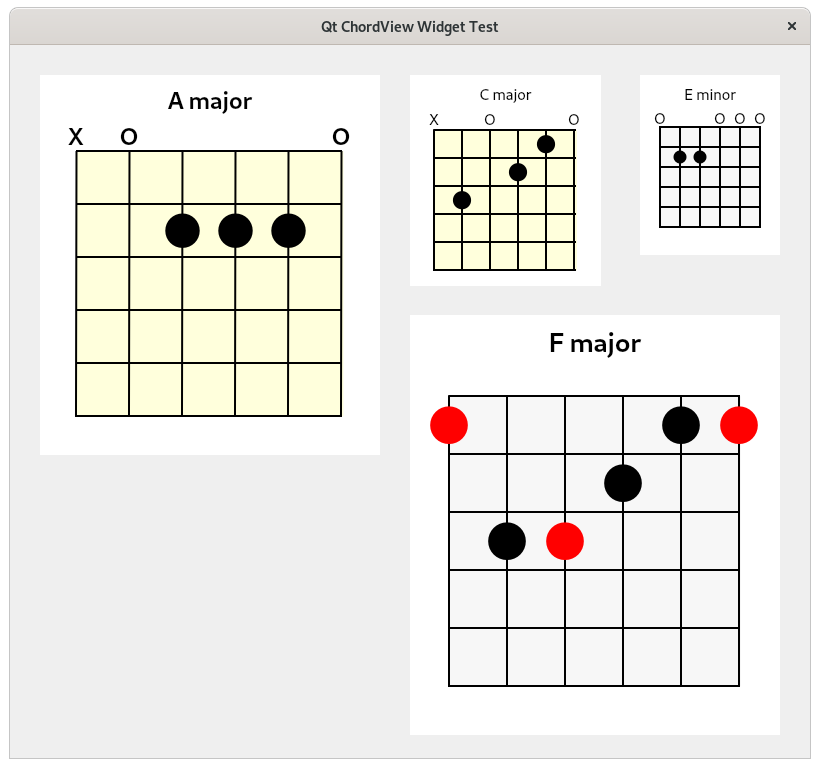 Qt ChordView Widget Test ×
A major
X O O
C major
X O O
E minor
O O O O
F major